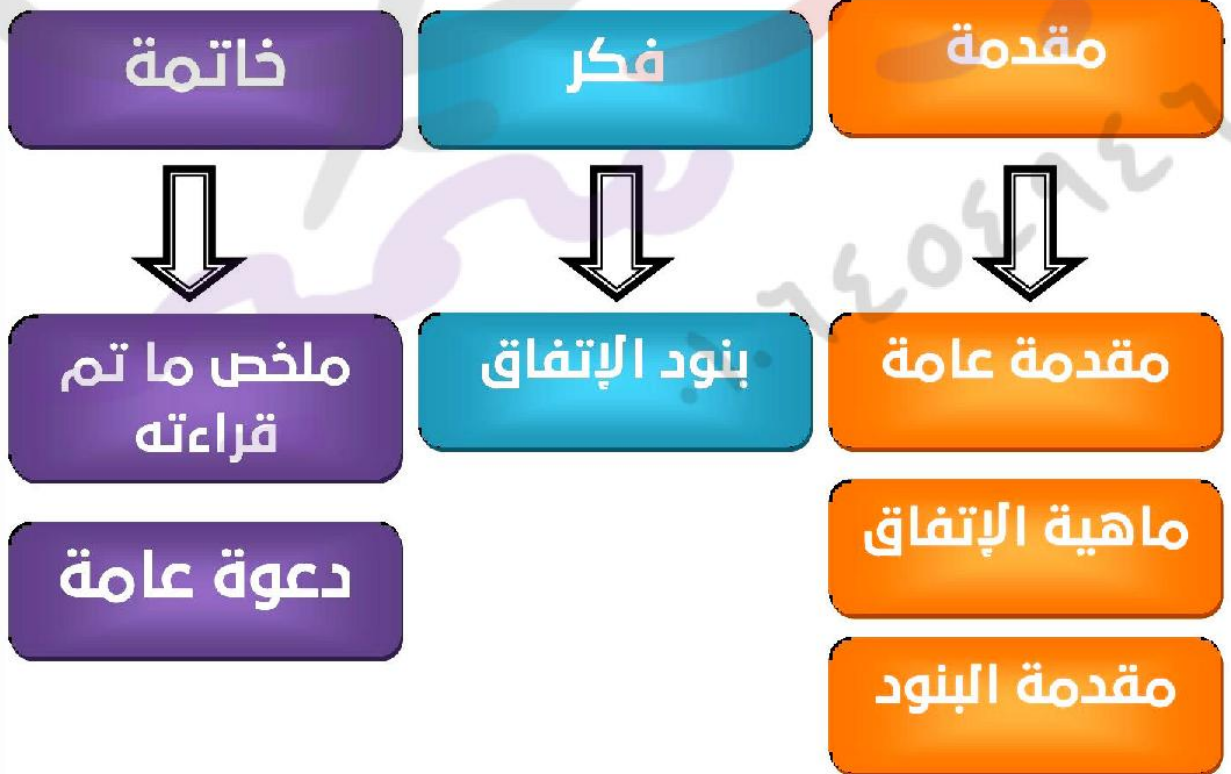 مقدمة
فكر
خاتمة
مقدمة عامة
ماهية الإتفاق
مقدمة البنود
بنود الإتفاق
ملخص ما تم
قراءته
دعوة عامة